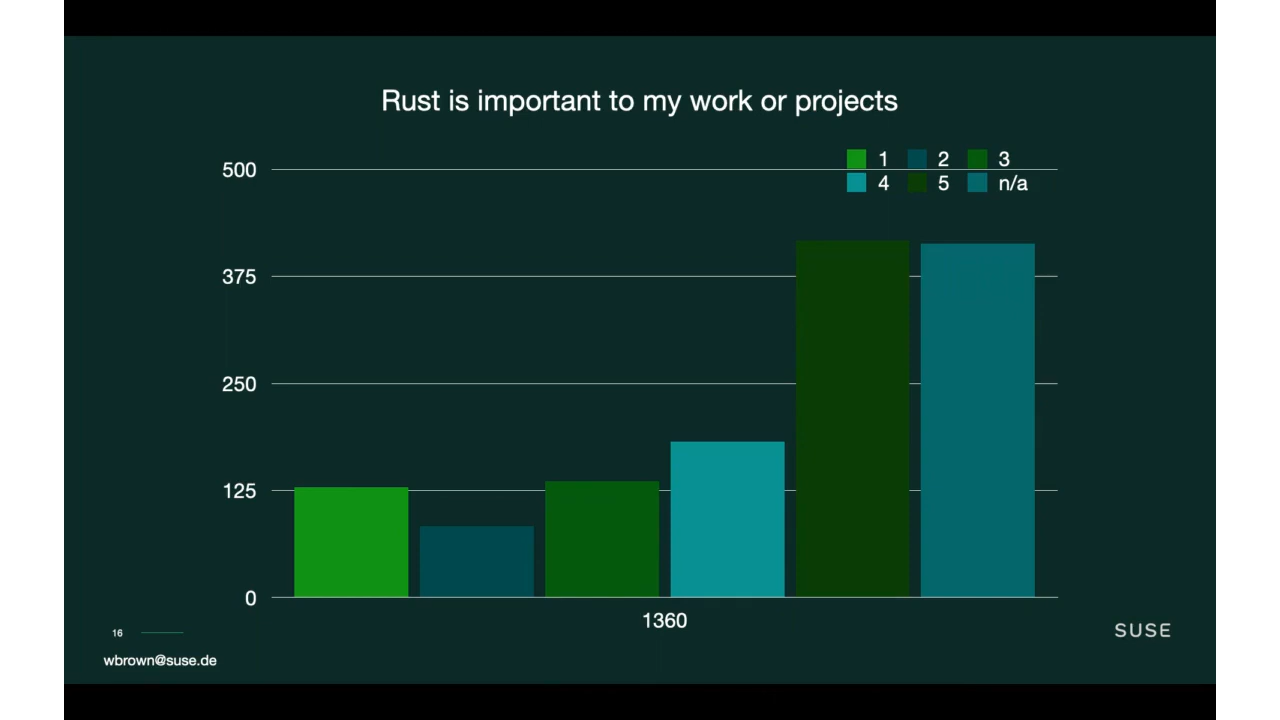 Rust is important to my work or projects
1 2 3
4 5 n/a
500
375
250
125
0
1360
16
wbrown@suse.de
SUSE